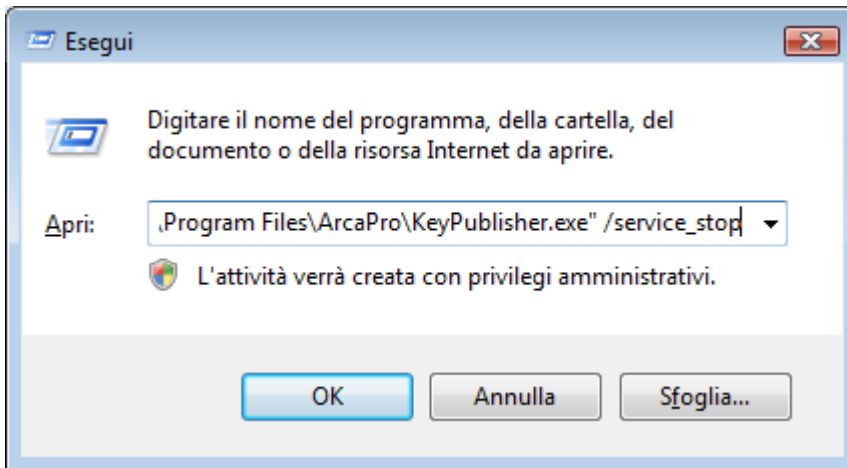 Esegui
Digitare il nome del programma, della cartella, del
documento o della risorsa Internet da aprire.
Apri: \Program Files\ArcaPro\KeyPublisher.exe" /service_stop
L'attività verrà creata con privilegi amministrativi.
OK Annulla Sfoglia...